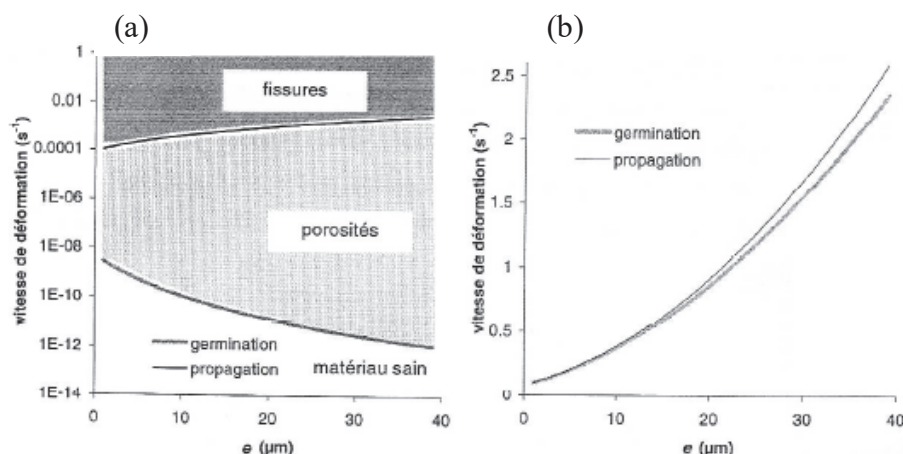 (a)
1
0.01
0.0001
1E-06
1E-08
1E-10
1E-12
1E-14
vitesse de déformation (s⁻¹)
fissures
porosités
germination
propagation
matériau sain
0 10 20 30 40
e (µm)
(b)
2.5
2
1.5
1
0.5
0
vitesse de déformation (s⁻¹)
germination
propagation
0 10 20 30 40
e (µm)